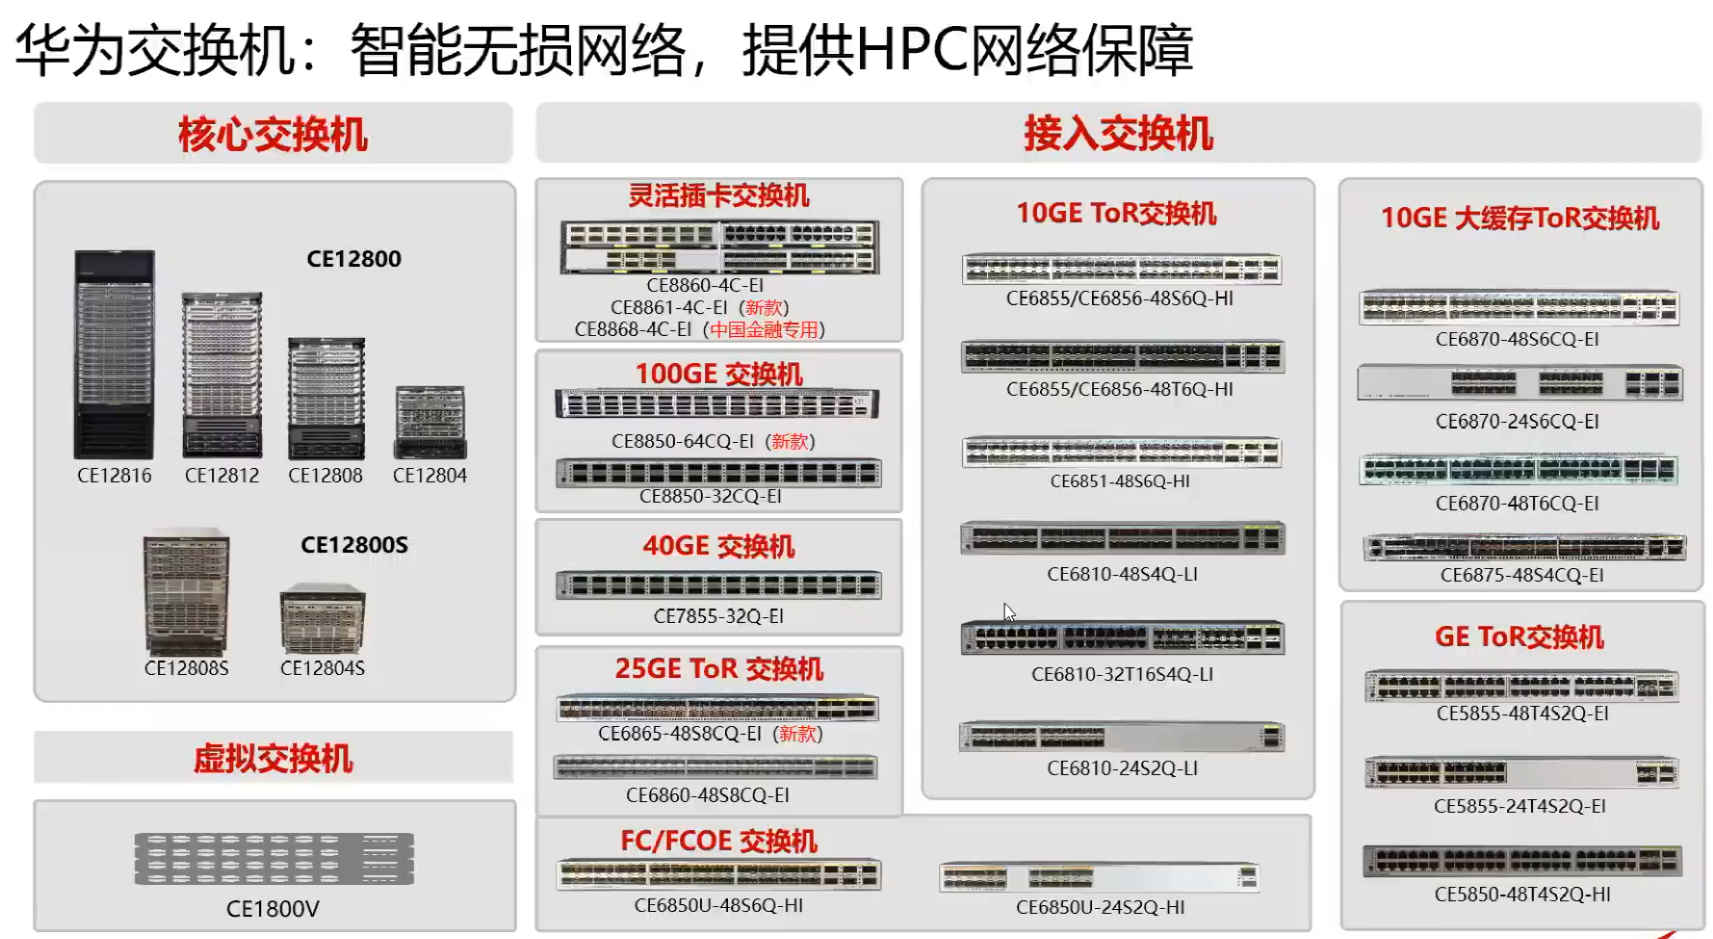 华为交换机：智能无损网络，提供HPC网络保障
核心交换机
CE12800
CE12816
CE12812
CE12808
CE12804
CE12800S
CE12808S
CE12804S
虚拟交换机
CE1800V
接入交换机
灵活插卡交换机
CE8860-4C-EI
CE8861-4C-EI（新款）
CE8868-4C-EI（中国金融专用）
100GE 交换机
CE8850-64CQ-EI（新款）
CE8850-32CQ-EI
40GE 交换机
CE7855-32Q-EI
25GE ToR 交换机
CE6865-48S8CQ-EI（新款）
CE6860-48S8CQ-EI
FC/FCOE 交换机
CE6850U-48S6Q-HI
CE6850U-24S2Q-HI
10GE ToR交换机
CE6855/CE6856-48S6Q-HI
CE6855/CE6856-48T6Q-HI
CE6851-48S6Q-HI
CE6810-48S4Q-LI
CE6810-32T16S4Q-LI
CE6810-24S2Q-LI
10GE 大缓存ToR交换机
CE6870-48S6CQ-EI
CE6870-24S6CQ-EI
CE6870-48T6CQ-EI
CE6875-48S4CQ-EI
GE ToR交换机
CE5855-48T4S2Q-EI
CE5855-24T4S2Q-EI
CE5850-48T4S2Q-HI